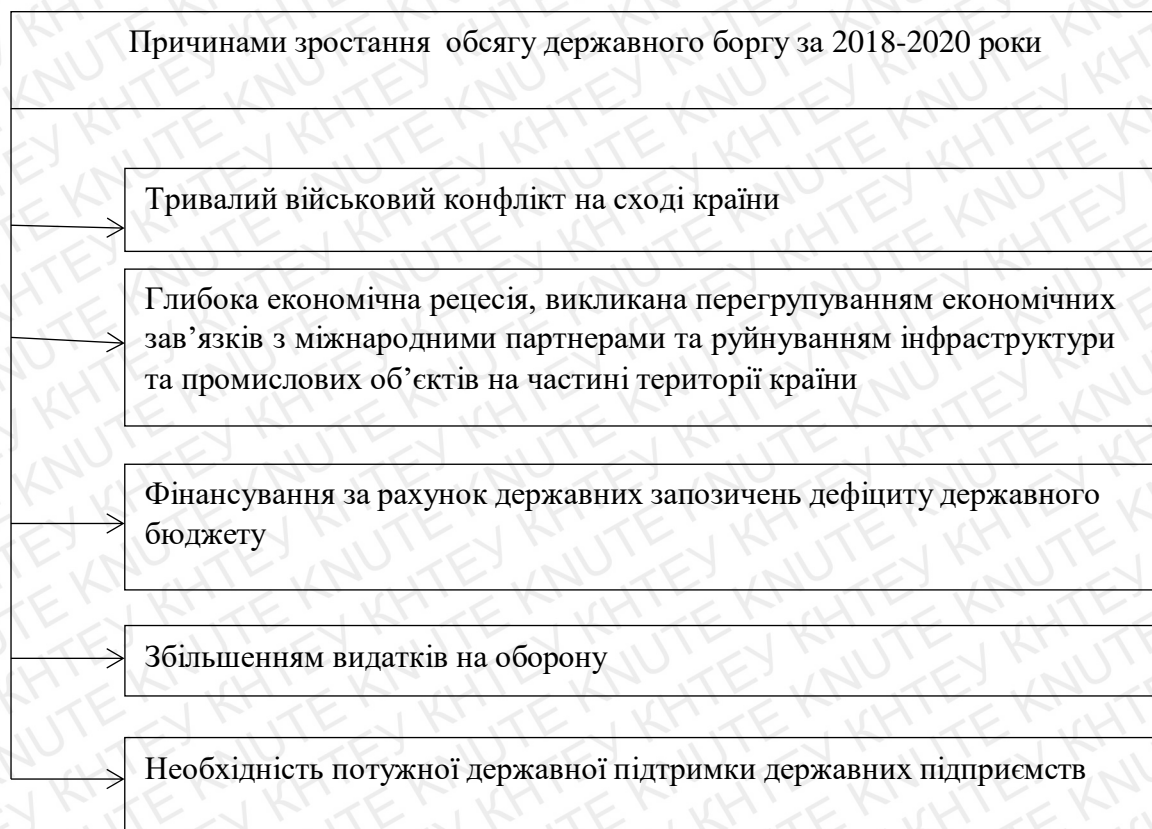 Причинами зростання обсягу державного боргу за 2018-2020 роки
Тривалий військовий конфлікт на сході країни
Глибока економічна рецесія, викликана перегрупуванням економічних
зав’язків з міжнародними партнерами та руйнуванням інфраструктури
та промислових об’єктів на частині території країни
Фінансування за рахунок державних запозичень дефіциту державного
бюджету
Збільшенням видатків на оборону
Необхідність потужної державної підтримки державних підприємств